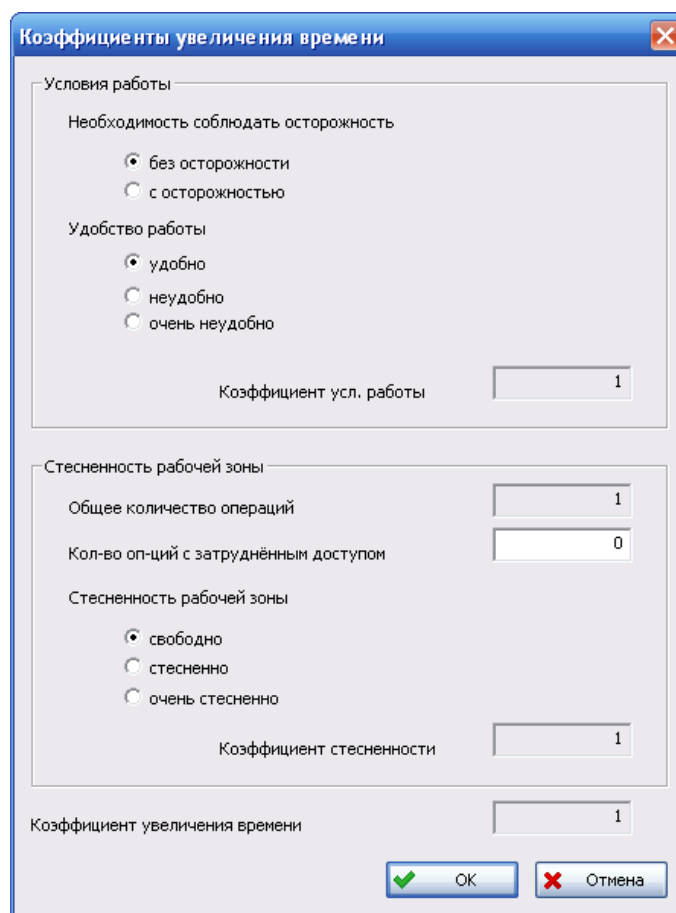 Коэффициенты увеличения времени
Условия работы
Необходимость соблюдать осторожность
без осторожности
с осторожностью
Удобство работы
удобно
неудобно
очень неудобно
Коэффициент усл. работы 1
Стесненность рабочей зоны
Общее количество операций 1
Кол-во оп-ций с затруднённым доступом 0
Стесненность рабочей зоны
свободно
стесненно
очень стесненно
Коэффициент стесненности 1
Коэффициент увеличения времени 1
OK Отмена